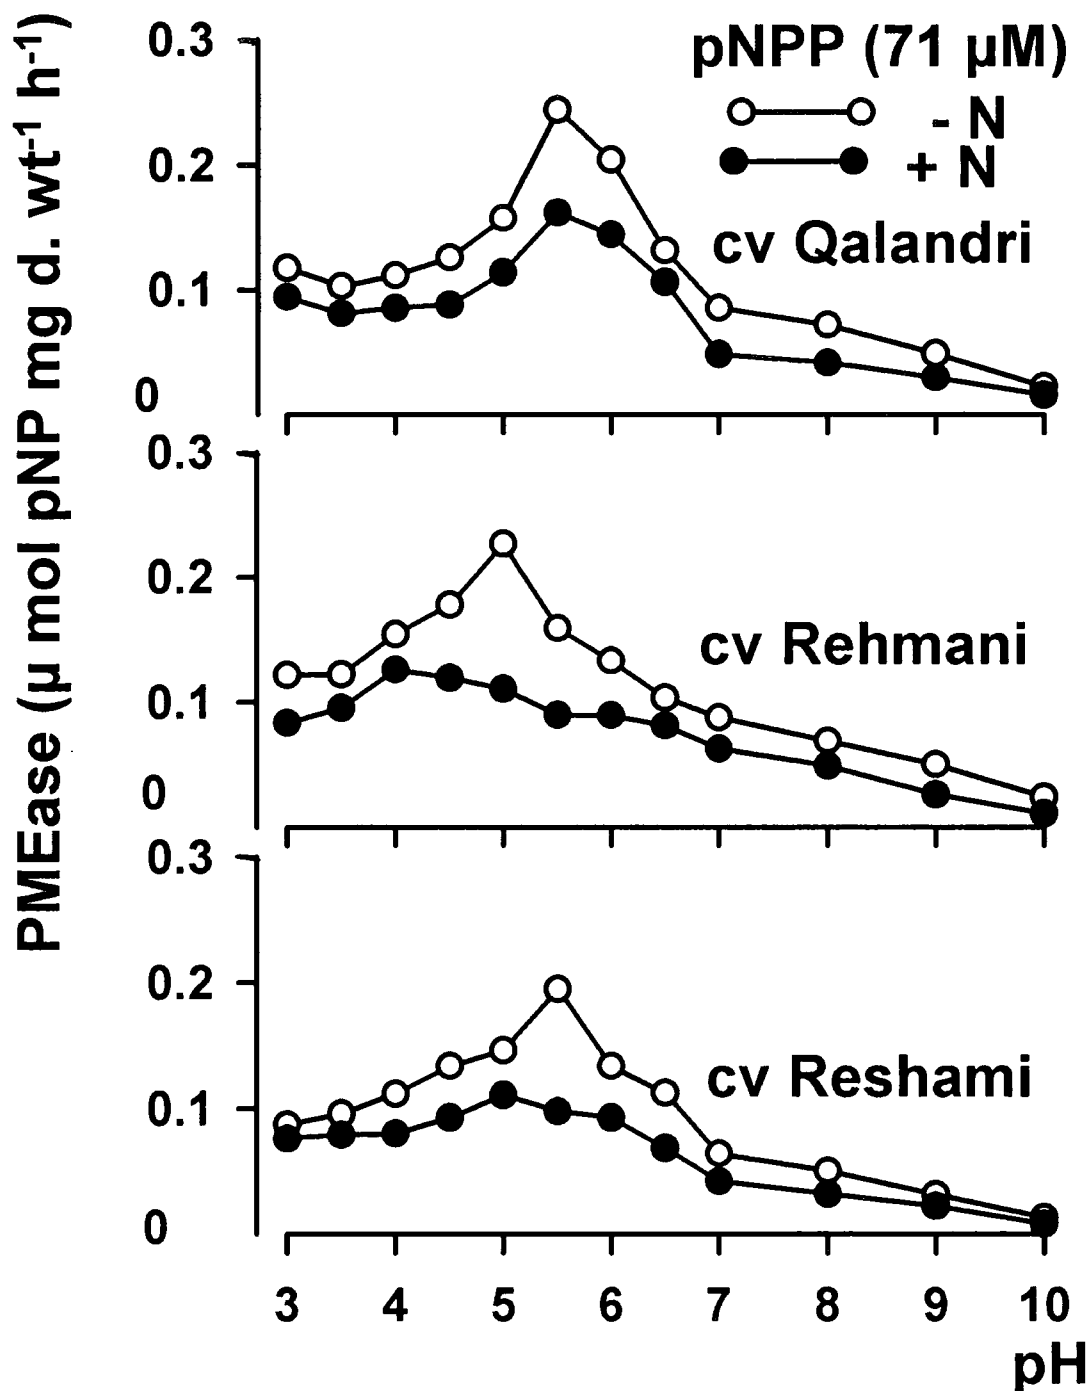 PMEase (µ mol pNP mg d. wt-1 h-1)
pNPP (71 µM)
- N
+ N
0.3
0.2
0.1
0
cv Qalandri
0.3
0.2
0.1
0
cv Rehmani
0.3
0.2
0.1
0
cv Reshami
3 4 5 6 7 8 9 10
pH